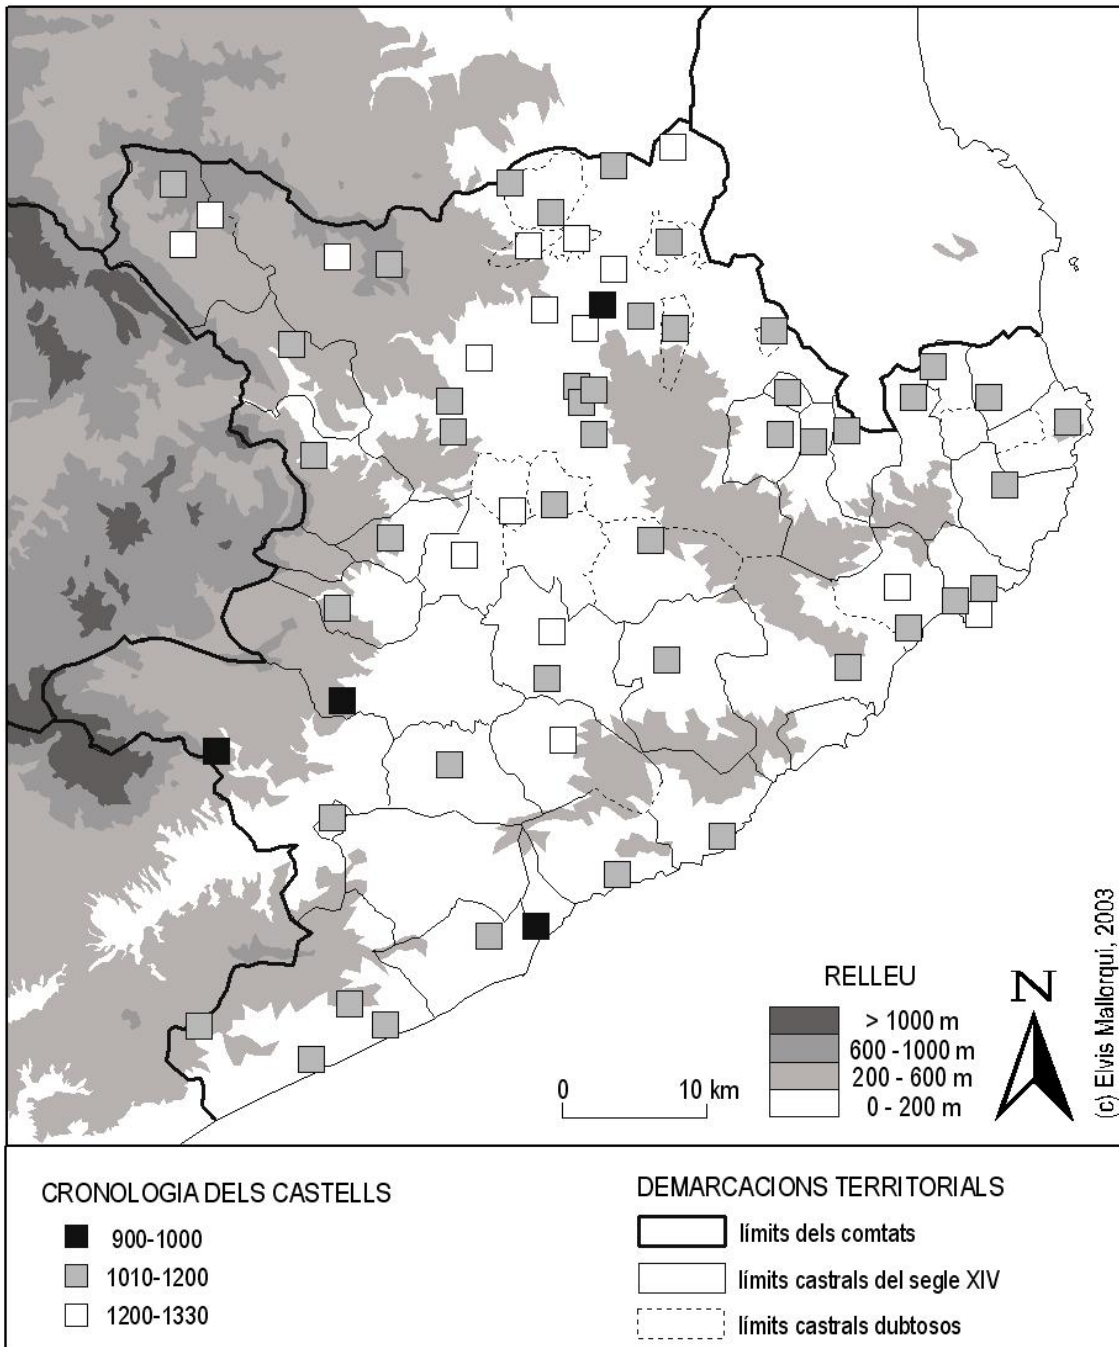 (c) Elvis Mallorquí, 2003
RELLEU
N
> 1000 m
600 -1000 m
200 - 600 m
0 - 200 m
0 10 km
CRONOLOGIA DELS CASTELLS
900-1000
1010-1200
1200-1330
DEMARCACIONS TERRITORIALS
límits dels comtats
límits castrals del segle XIV
límits castrals dubtosos